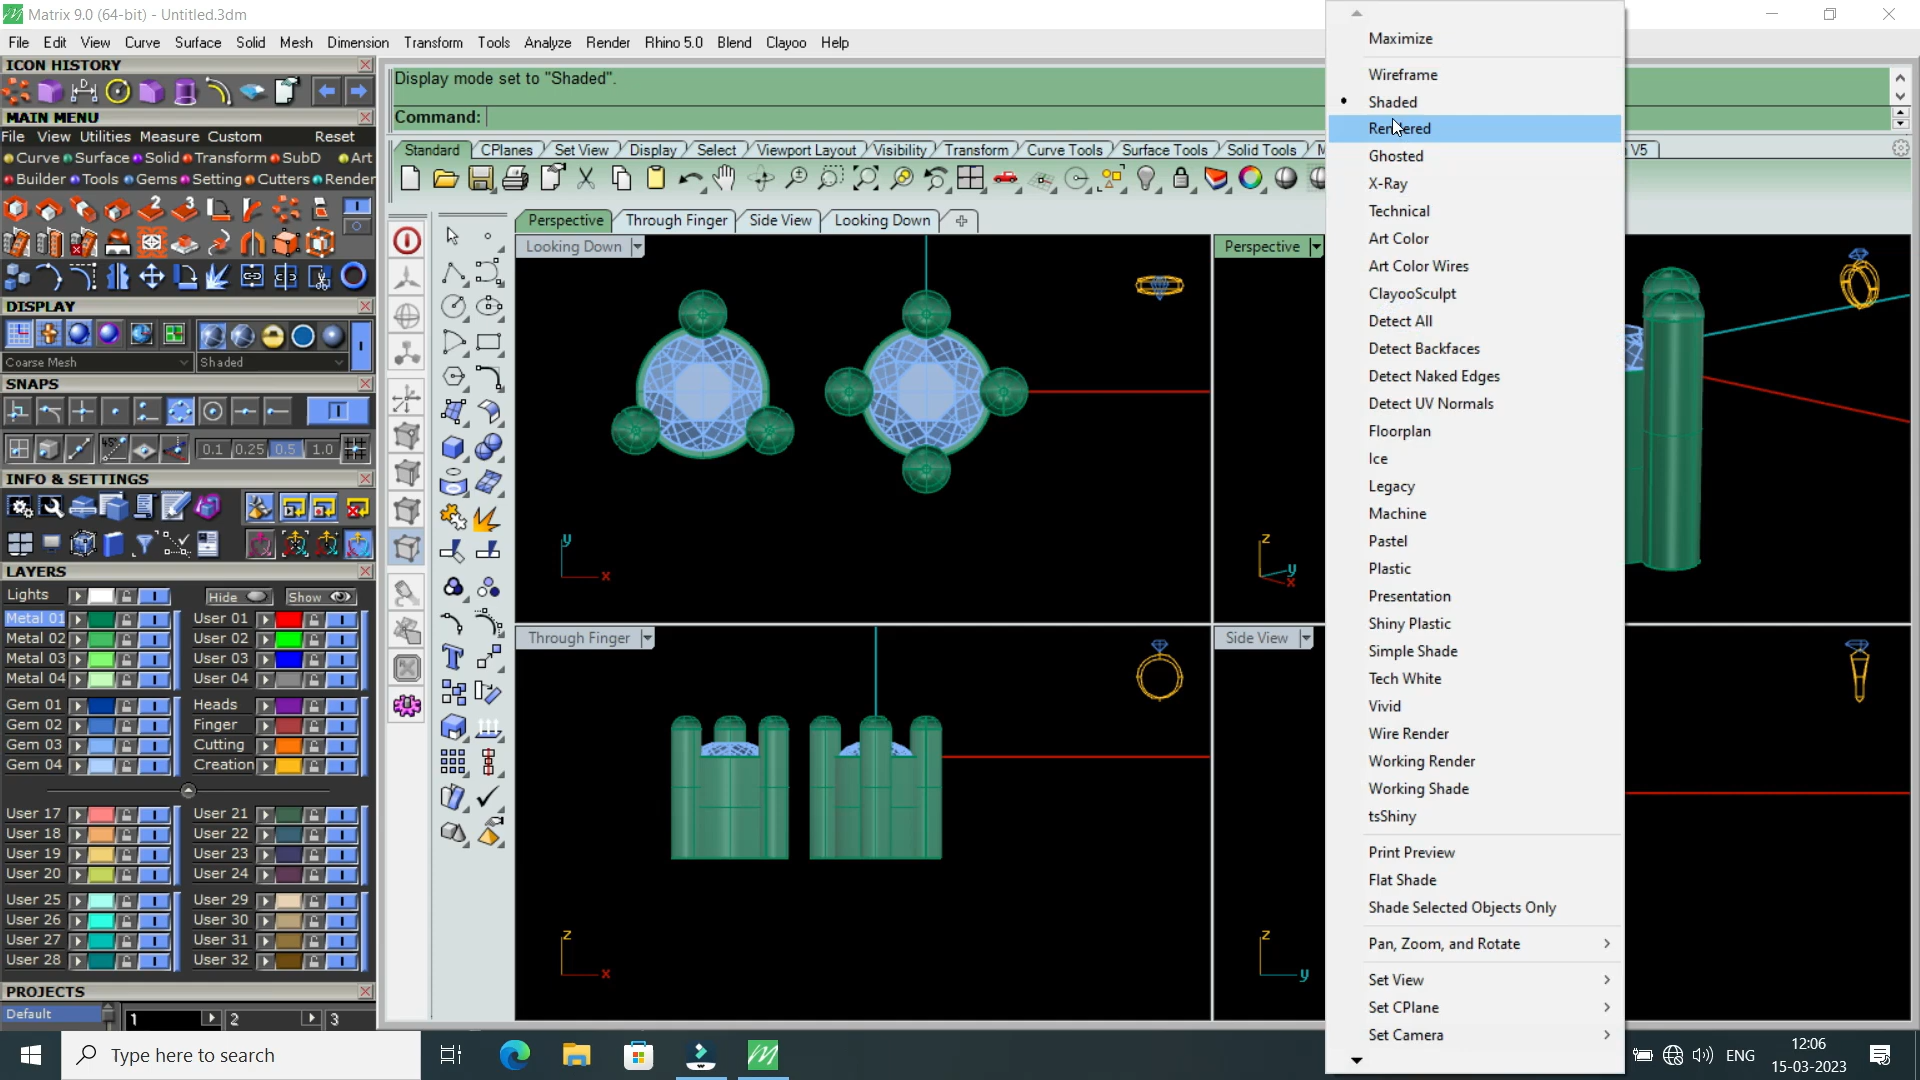 Matrix 9.0 (64-bit) - Untitled.3dm
File Edit View Curve Surface Solid Mesh Dimension Transform Tools Analyze Render Rhino 5.0 Blend Clayoo Help
ICON HISTORY
MAIN MENU
File View Utilities Measure Custom Reset
Curve Surface Solid Transform SubD Art
Builder Tools Gems Setting Cutters Render
DISPLAY
Coarse Mesh Shaded
SNAPS
0.1 0.25 0.5 1.0
INFO & SETTINGS
LAYERS
Lights Hide Show
Metal 01 User 01
Metal 02 User 02
Metal 03 User 03
Metal 04 User 04
Gem 01 Heads
Gem 02 Finger
Gem 03 Cutting
Gem 04 Creation
User 17 User 21
User 18 User 22
User 19 User 23
User 20 User 24
User 25 User 29
User 26 User 30
User 27 User 31
User 28 User 32
PROJECTS
Default 1 2 3
Display mode set to "Shaded".
Command:
Standard CPlanes Set View Display Select Viewport Layout Visibility Transform Curve Tools Surface Tools Solid Tools M
V5
Perspective Through Finger Side View Looking Down
Looking Down
y
x
Perspective
z
y
x
Through Finger
z
x
Side View
z
y
Maximize
Wireframe
Shaded
Rendered
Ghosted
X-Ray
Technical
Art Color
Art Color Wires
ClayooSculpt
Detect All
Detect Backfaces
Detect Naked Edges
Detect UV Normals
Floorplan
Ice
Legacy
Machine
Pastel
Plastic
Presentation
Shiny Plastic
Simple Shade
Tech White
Vivid
Wire Render
Working Render
Working Shade
tsShiny
Print Preview
Flat Shade
Shade Selected Objects Only
Pan, Zoom, and Rotate
Set View
Set CPlane
Set Camera
Type here to search
ENG
12:06
15-03-2023